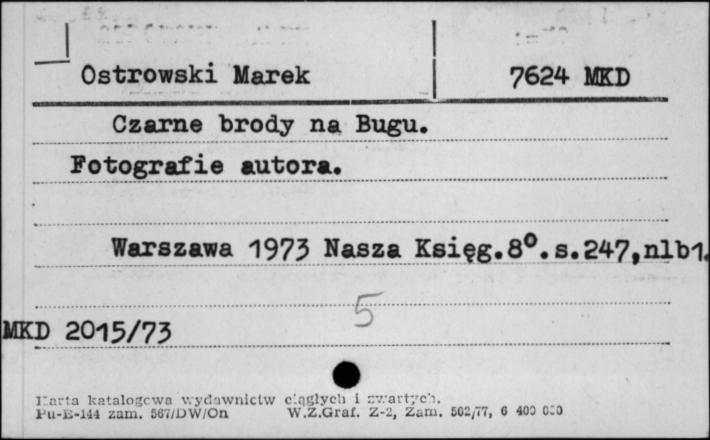 Ostrowski Marek 7624 MKD
Czarne brody na Bugu.
Fotografie autora.
Warszawa 1973 Nasza Księg.8°.s.247,nlb1.
5
MKD 2015/73
Karta katalogowa wydawnictw ciągłych i zwartych.
Pu-E-144 zam. 567/DW/On W.Z.Graf. Z-2, Zam. 502/77, 6 400 000